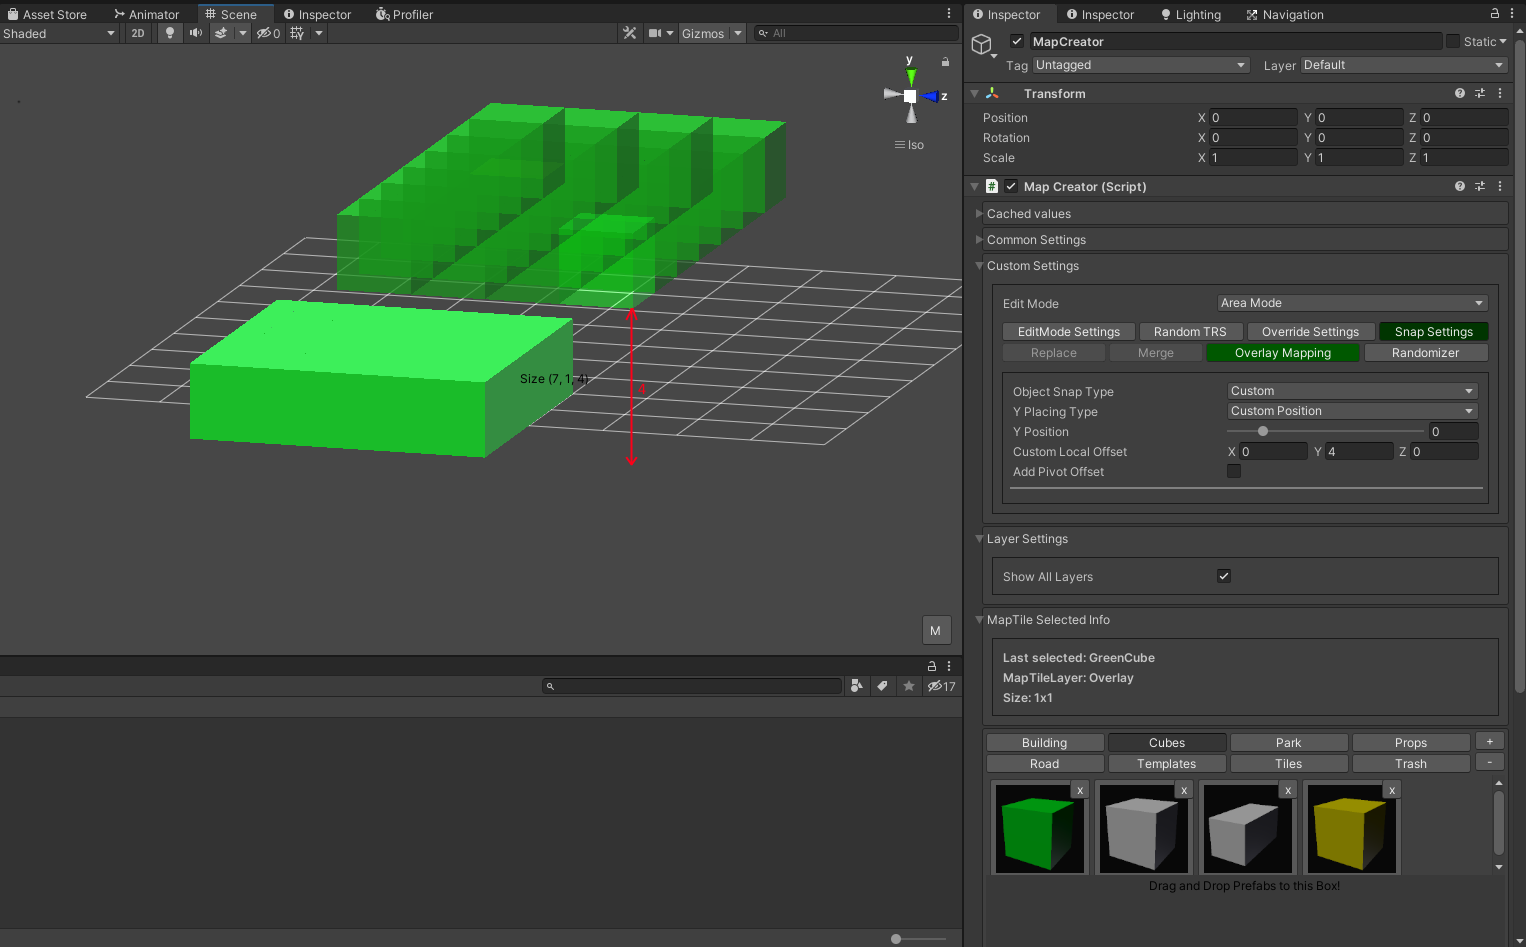 Asset Store Animator Scene Inspector Profiler
Shaded 2D 0 Gizmos All
y
z
Iso
Size (7, 1, 4)
4
M
17
Inspector Inspector Lighting Navigation
MapCreator Static
Tag Untagged Layer Default
Transform
Position X 0 Y 0 Z 0
Rotation X 0 Y 0 Z 0
Scale X 1 Y 1 Z 1
# Map Creator (Script)
Cached values
Common Settings
Custom Settings
Edit Mode Area Mode
EditMode Settings Random TRS Override Settings Snap Settings
Replace Merge Overlay Mapping Randomizer
Object Snap Type Custom
Y Placing Type Custom Position
Y Position 0
Custom Local Offset X 0 Y 4 Z 0
Add Pivot Offset
Layer Settings
Show All Layers
MapTile Selected Info
Last selected: GreenCube
MapTileLayer: Overlay
Size: 1x1
Building Cubes Park Props +
Road Templates Tiles Trash -
x x x x
Drag and Drop Prefabs to this Box!